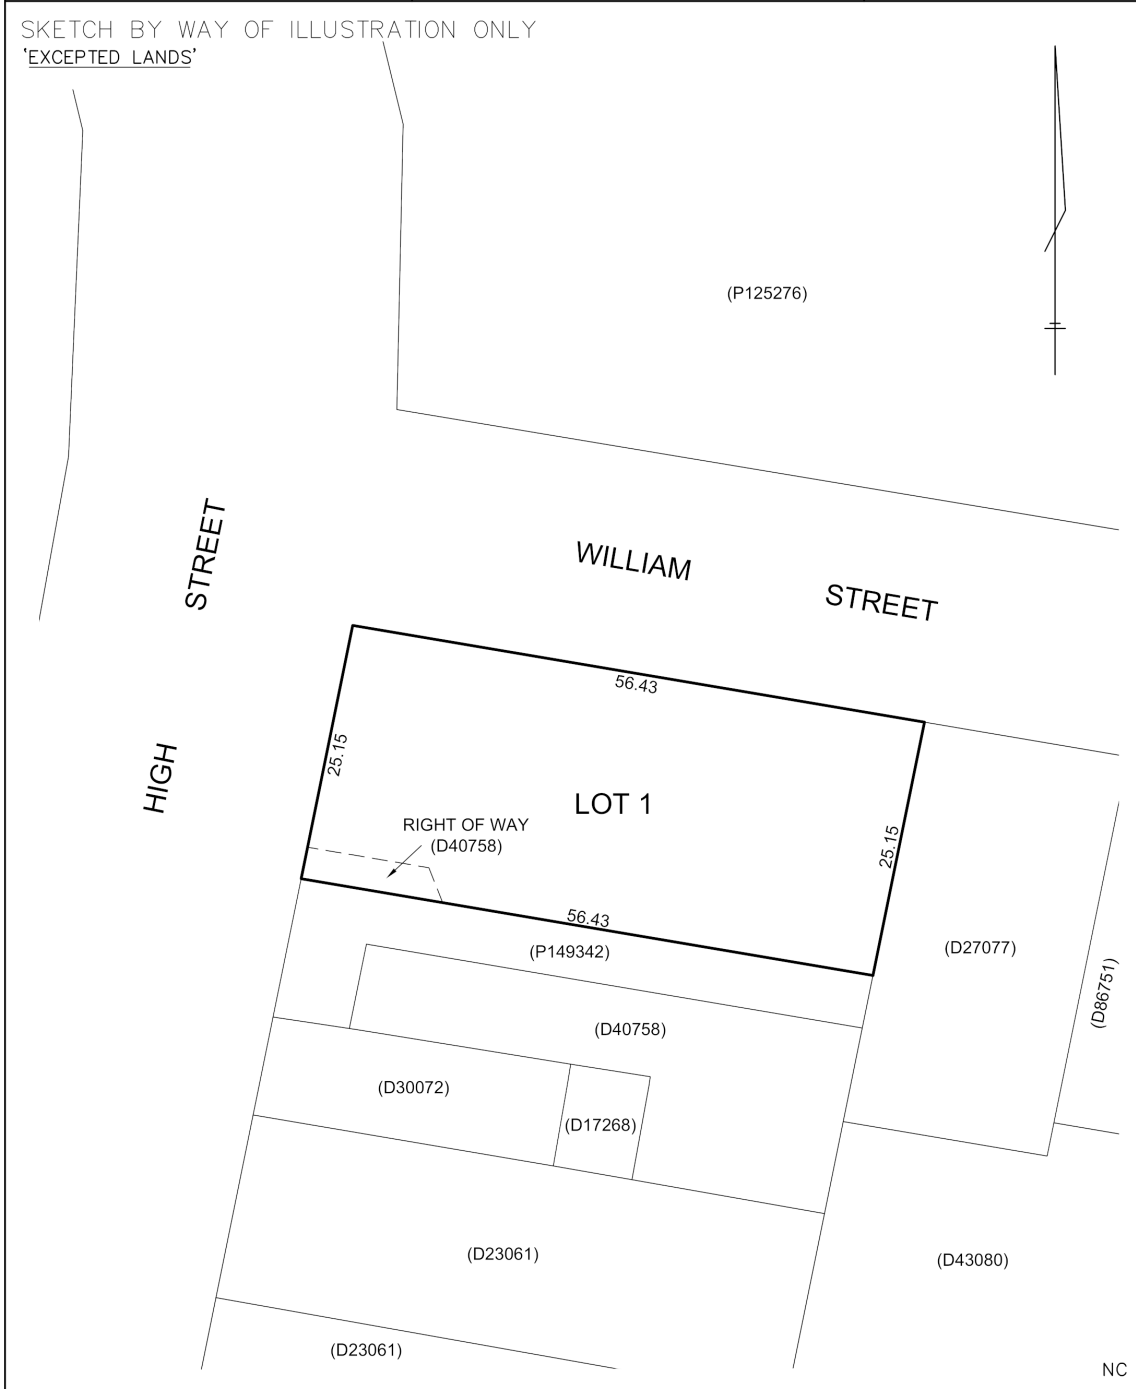 SKETCH BY WAY OF ILLUSTRATION ONLY
'EXCEPTED LANDS'
(P125276)
HIGH STREET
WILLIAM STREET
56.43
25.15
LOT 1
RIGHT OF WAY
(D40758)
25.15
56.43
(P149342)
(D27077)
(D86751)
(D40758)
(D30072)
(D17268)
(D23061)
(D43080)
(D23061)
NC